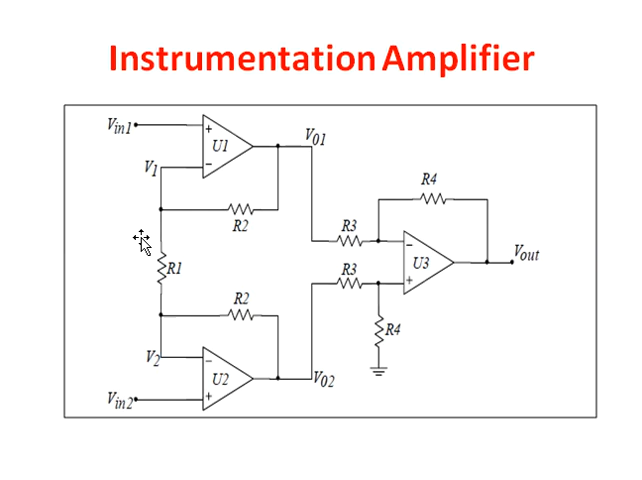 Instrumentation Amplifier
Vin1
+
U1
V01
V1
−
R4
R2
R3
−
Vout
U3
R1
R3
+
R2
R4
V2
−
U2
V02
Vin2
+